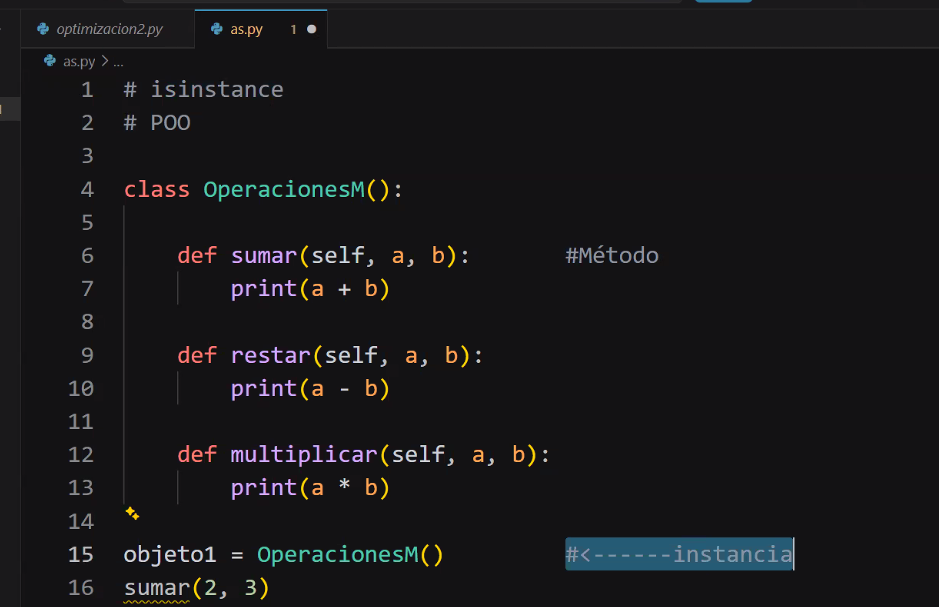 optimizacion2.py
as.py 1
as.py > ...
1 # isinstance
2 # POO
3
4 class OperacionesM():
5
6 def sumar(self, a, b): #Método
7 print(a + b)
8
9 def restar(self, a, b):
10 print(a - b)
11
12 def multiplicar(self, a, b):
13 print(a * b)
14
15 objeto1 = OperacionesM() #<------instancia
16 sumar(2, 3)